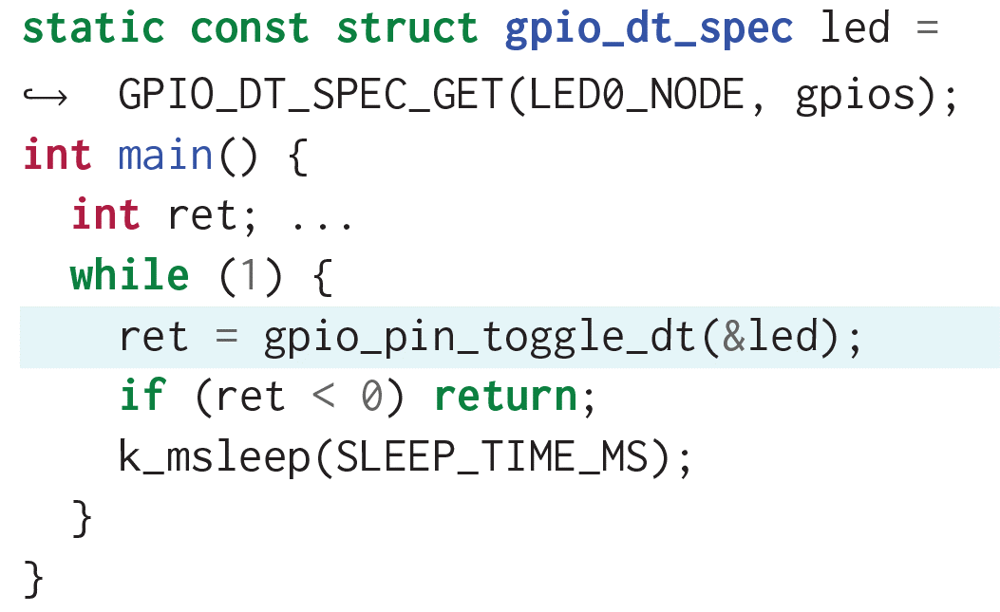 static const struct gpio_dt_spec led =
↪ GPIO_DT_SPEC_GET(LED0_NODE, gpios);
int main() {
  int ret; ...
  while (1) {
    ret = gpio_pin_toggle_dt(&led);
    if (ret < 0) return;
    k_msleep(SLEEP_TIME_MS);
  }
}